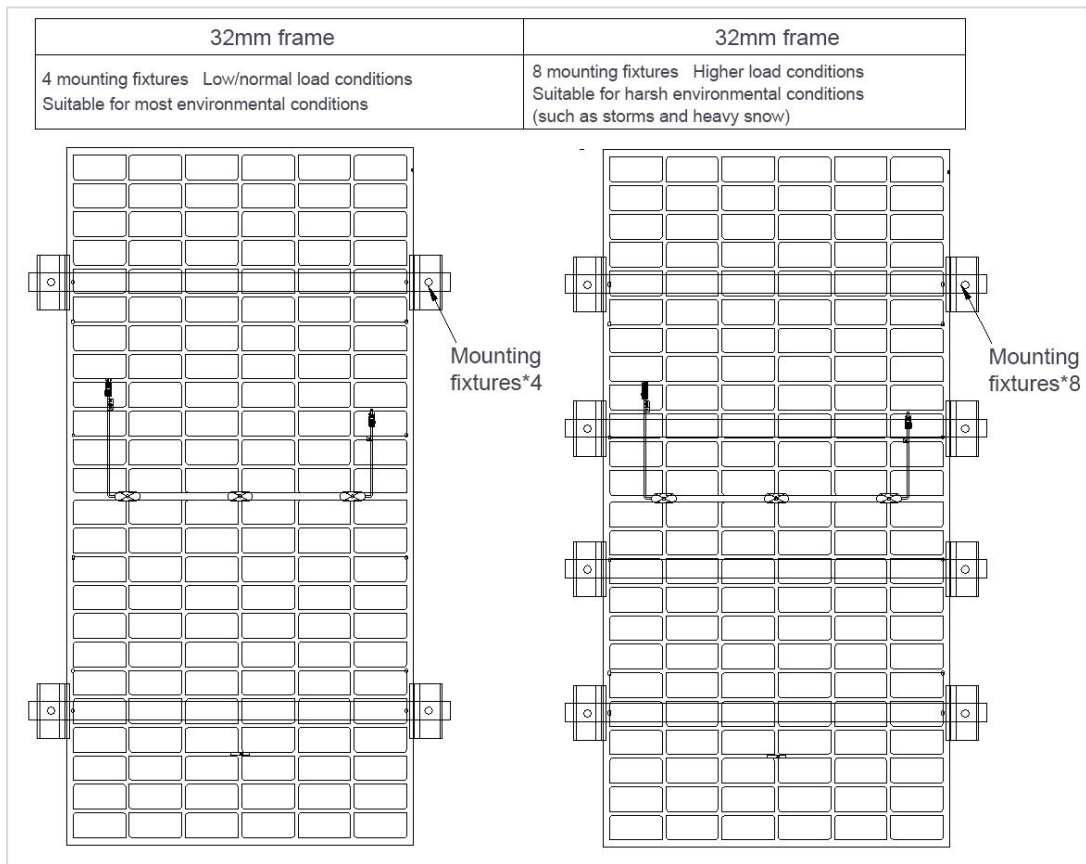 32mm frame
32mm frame
4 mounting fixtures Low/normal load conditions
Suitable for most environmental conditions
8 mounting fixtures Higher load conditions
Suitable for harsh environmental conditions
(such as storms and heavy snow)
Mounting
fixtures*4
Mounting
fixtures*8